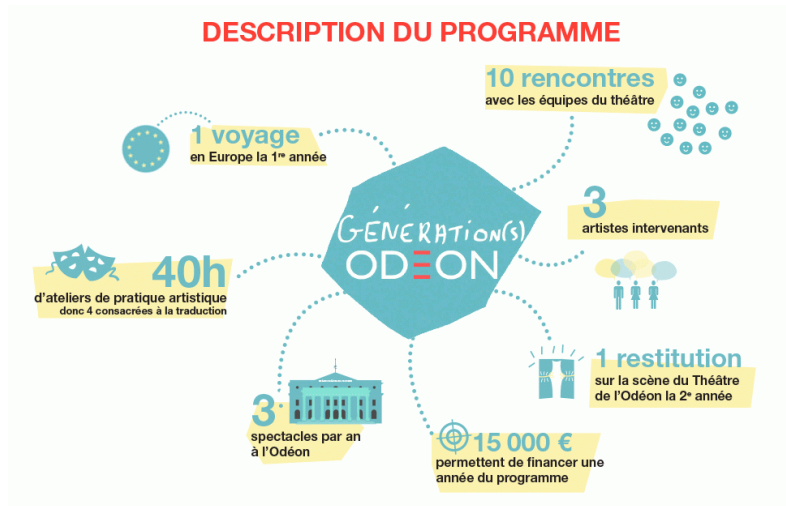 DESCRIPTION DU PROGRAMME
10 rencontres
avec les équipes du théâtre
1 voyage
en Europe la 1re année
3
artistes intervenants
GÉNÉRATION(S)
ODEON
40h
d'ateliers de pratique artistique
donc 4 consacrées à la traduction
1 restitution
sur la scène du Théâtre
de l'Odéon la 2e année
3
spectacles par an
à l'Odéon
15 000 €
permettent de financer une
année du programme